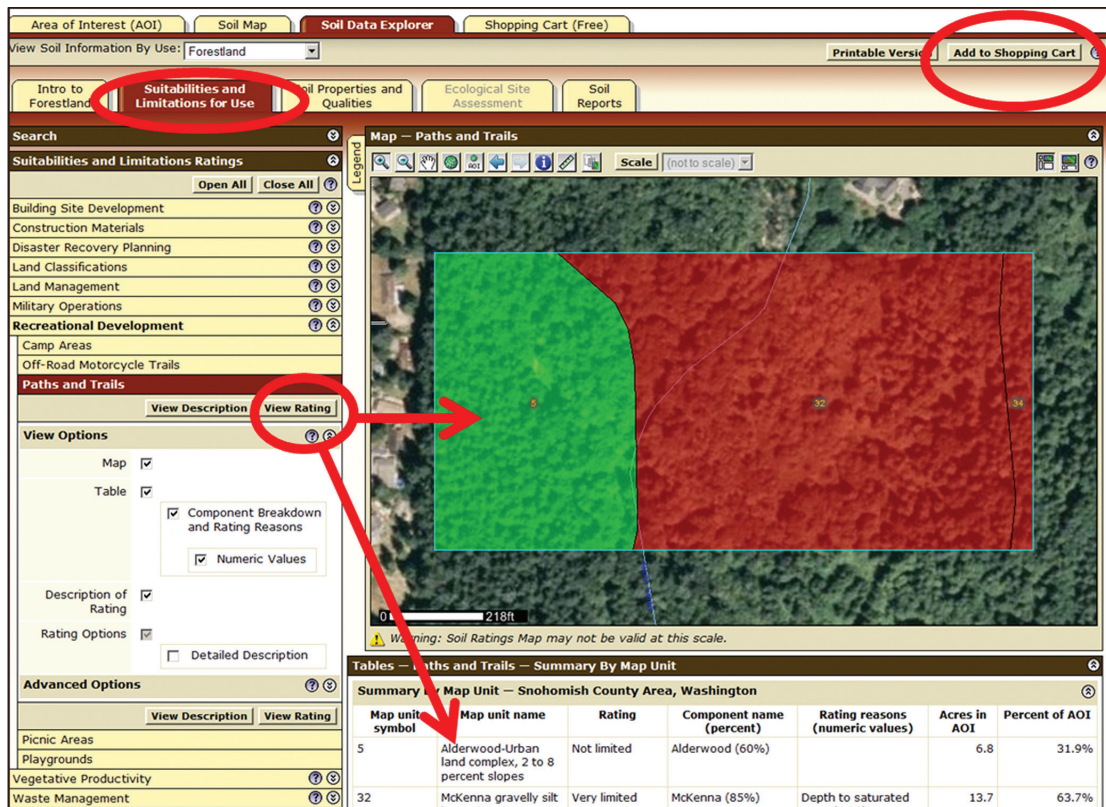 Area of Interest (AOI)
Soil Map
Soil Data Explorer
Shopping Cart (Free)
View Soil Information By Use:
Forestland
Printable Version
Add to Shopping Cart
?
Intro to
Forestland
Suitabilities and
Limitations for Use
Soil Properties and
Qualities
Ecological Site
Assessment
Soil
Reports
Search
Suitabilities and Limitations Ratings
Open All
Close All
?
Building Site Development
?
Construction Materials
?
Disaster Recovery Planning
?
Land Classifications
?
Land Management
?
Military Operations
?
Recreational Development
?
Camp Areas
Off-Road Motorcycle Trails
Paths and Trails
View Description
View Rating
View Options
?
Map
Table
Component Breakdown
and Rating Reasons
Numeric Values
Description of
Rating
Rating Options
Detailed Description
Advanced Options
?
View Description
View Rating
Picnic Areas
Playgrounds
Vegetative Productivity
?
Waste Management
?
Legend
Map — Paths and Trails
AOI
i
Scale
(not to scale)
?
5
32
34
0
218ft
Warning: Soil Ratings Map may not be valid at this scale.
Tables — Paths and Trails — Summary By Map Unit
Summary By Map Unit — Snohomish County Area, Washington
Map unit
symbol
Map unit name
Rating
Component name
(percent)
Rating reasons
(numeric values)
Acres in
AOI
Percent of AOI
5
Alderwood-Urban
land complex, 2 to 8
percent slopes
Not limited
Alderwood (60%)
6.8
31.9%
32
McKenna gravelly silt
Very limited
McKenna (85%)
Depth to saturated
13.7
63.7%